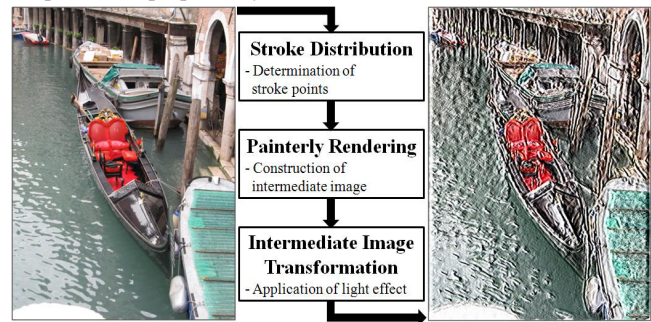 Stroke Distribution
- Determination of
stroke points
Painterly Rendering
- Construction of
intermediate image
Intermediate Image
Transformation
- Application of light effect